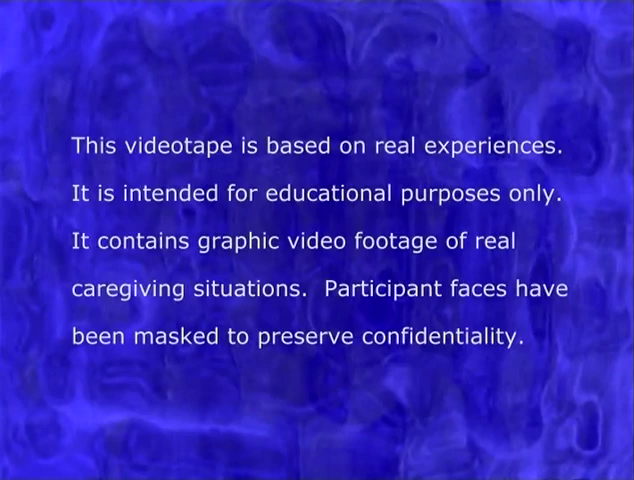 This videotape is based on real experiences.
It is intended for educational purposes only.
It contains graphic video footage of real
caregiving situations.  Participant faces have
been masked to preserve confidentiality.